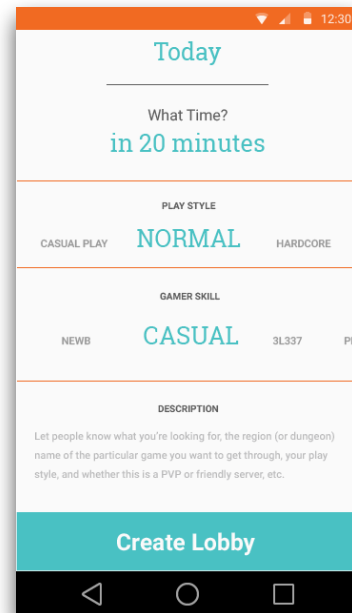 12:30
Today
What Time?
in 20 minutes
PLAY STYLE
CASUAL PLAY NORMAL HARDCORE
GAMER SKILL
NEWB CASUAL 3L337
DESCRIPTION
Let people know what you're looking for, the region (or dungeon)
name of the particular game you want to get through, your play
style, and whether this is a PVP or friendly server, etc.
Create Lobby